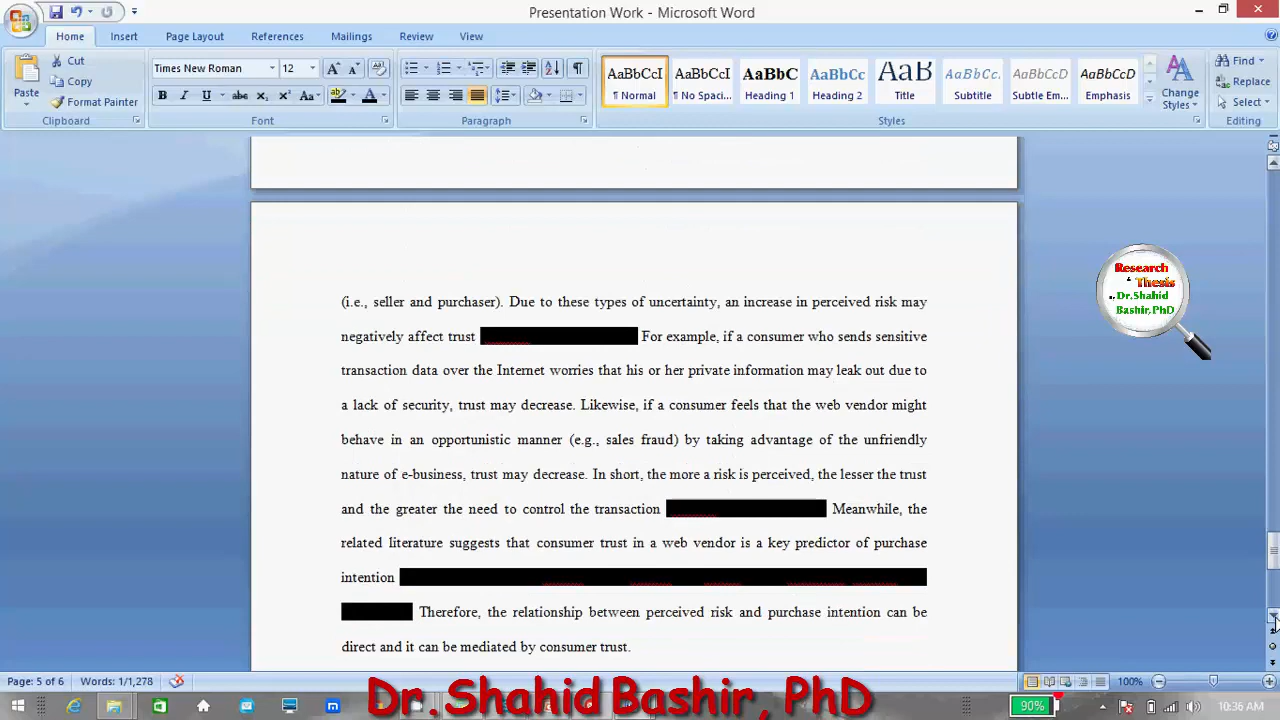 Presentation Work - Microsoft Word
Home Insert Page Layout References Mailings Review View
Paste
Cut
Copy
Format Painter
Clipboard
Times New Roman 12
B I U abc x₂ x² Aa A
Font
Paragraph
AaBbCcI AaBbCcI AaBbC AaBbCc AaB AaBbCc. AaBbCcD AaBbCcD
¶ Normal ¶ No Spaci... Heading 1 Heading 2 Title Subtitle Subtle Em... Emphasis
Change Styles
Styles
Find
Replace
Select
Editing
(i.e., seller and purchaser). Due to these types of uncertainty, an increase in perceived risk may
negatively affect trust For example, if a consumer who sends sensitive
transaction data over the Internet worries that his or her private information may leak out due to
a lack of security, trust may decrease. Likewise, if a consumer feels that the web vendor might
behave in an opportunistic manner (e.g., sales fraud) by taking advantage of the unfriendly
nature of e-business, trust may decrease. In short, the more a risk is perceived, the lesser the trust
and the greater the need to control the transaction Meanwhile, the
related literature suggests that consumer trust in a web vendor is a key predictor of purchase
intention
Therefore, the relationship between perceived risk and purchase intention can be
direct and it can be mediated by consumer trust.
Research
Thesis
Dr.Shahid
Bashir,PhD
Page: 5 of 6 Words: 1/1,278 100%
Dr.Shahid Bashir, PhD
90% 10:36 AM